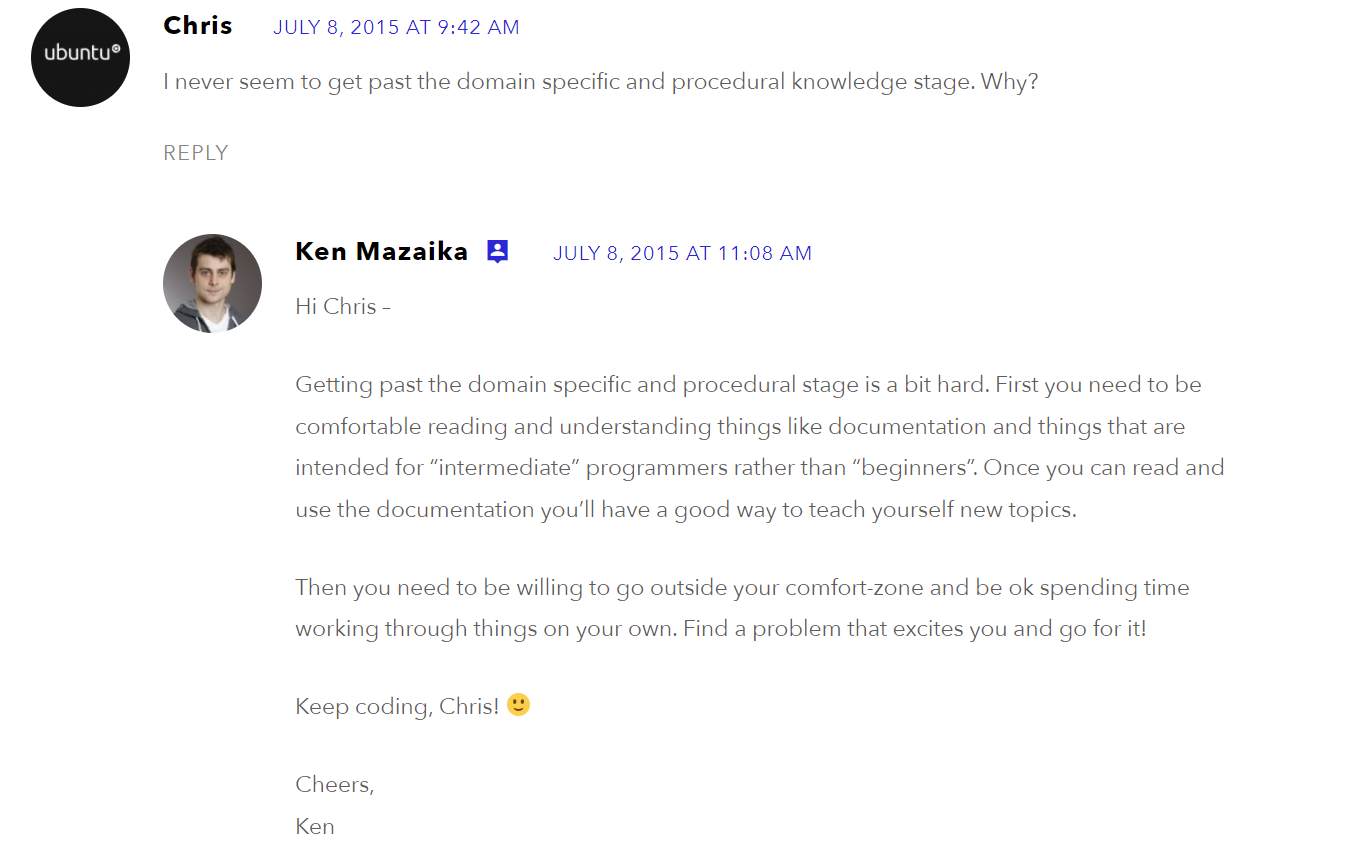 ubuntu®
Chris JULY 8, 2015 AT 9:42 AM
I never seem to get past the domain specific and procedural knowledge stage. Why?
REPLY
Ken Mazaika JULY 8, 2015 AT 11:08 AM
Hi Chris –
Getting past the domain specific and procedural stage is a bit hard. First you need to be
comfortable reading and understanding things like documentation and things that are
intended for “intermediate” programmers rather than “beginners”. Once you can read and
use the documentation you’ll have a good way to teach yourself new topics.
Then you need to be willing to go outside your comfort-zone and be ok spending time
working through things on your own. Find a problem that excites you and go for it!
Keep coding, Chris! 🙂
Cheers,
Ken